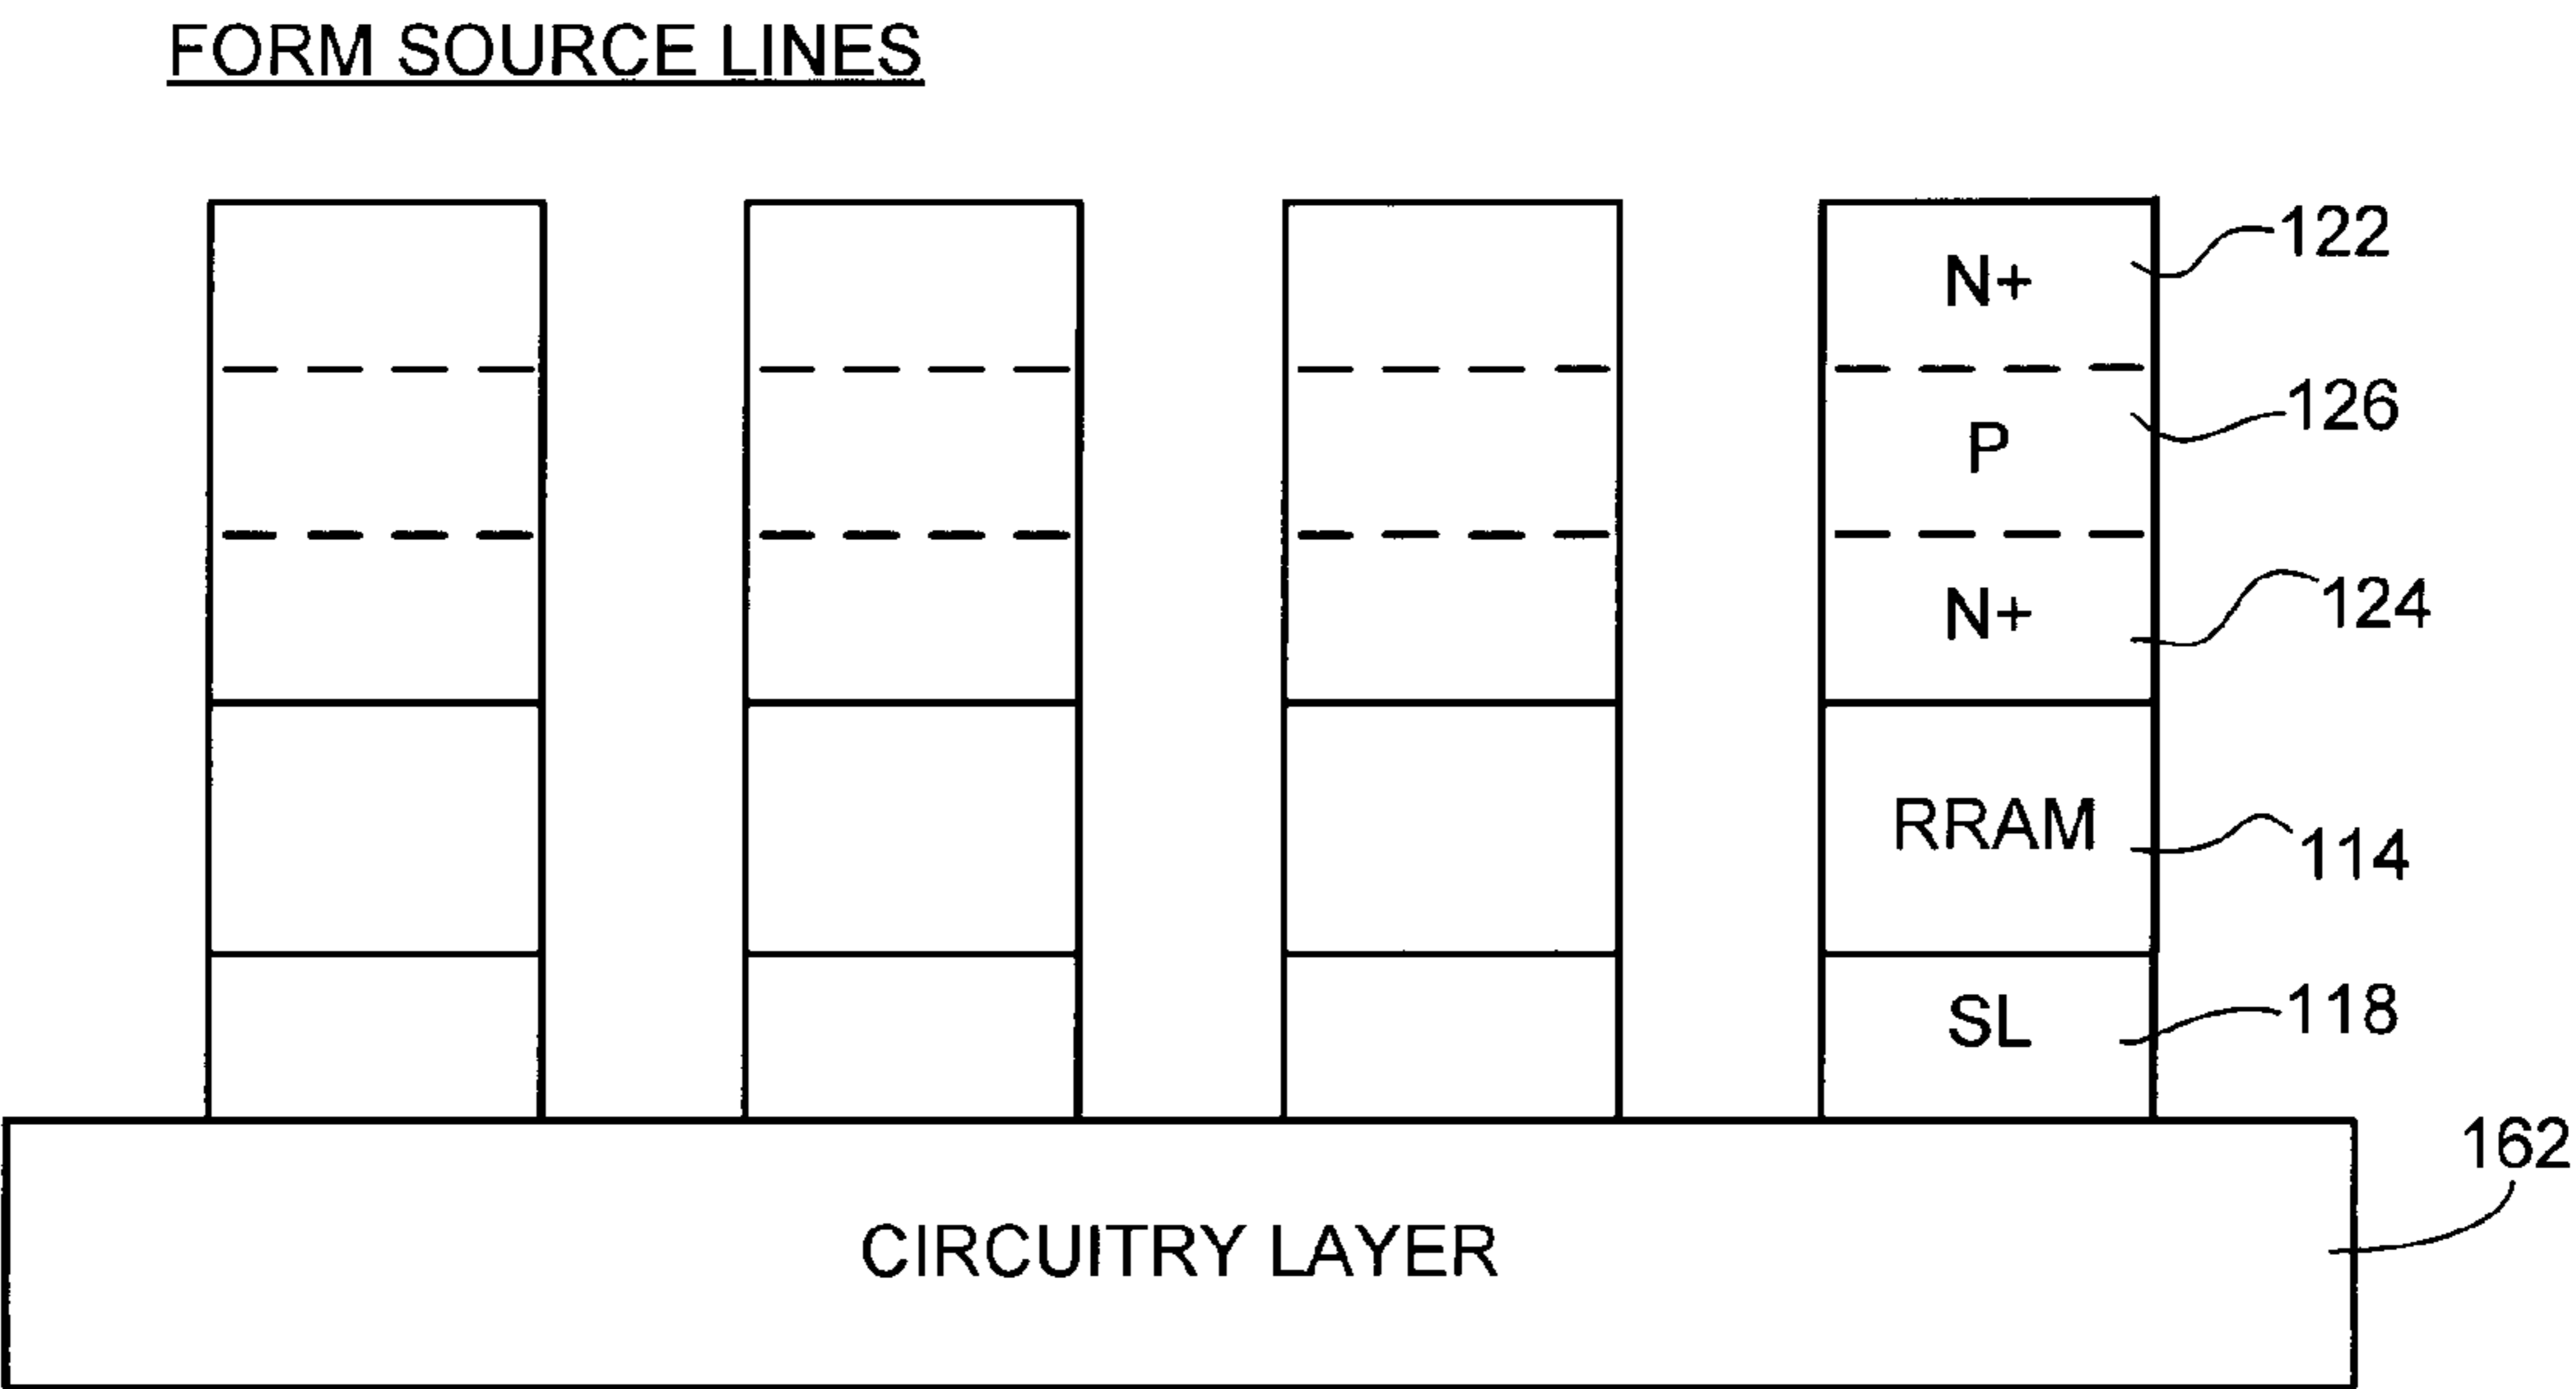 FORM SOURCE LINES
N+
122
P
126
N+
124
RRAM
114
SL
118
162
CIRCUITRY LAYER